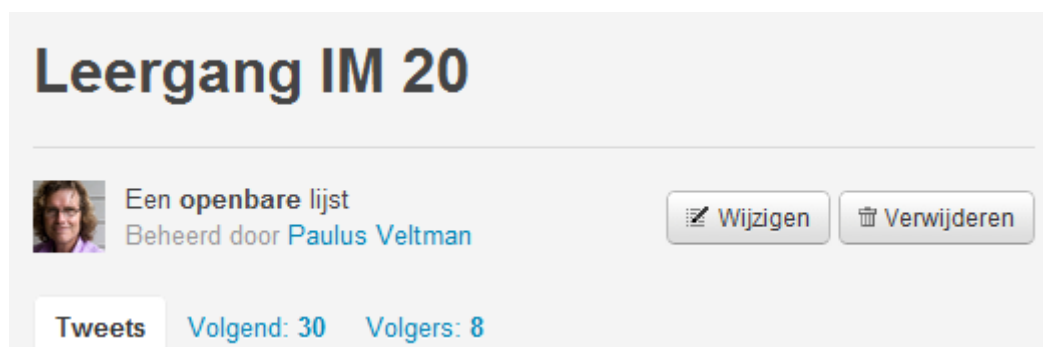 Leergang IM 20
Een openbare lijst
Beheerd door Paulus Veltman
Wijzigen Verwijderen
Tweets Volgend: 30 Volgers: 8